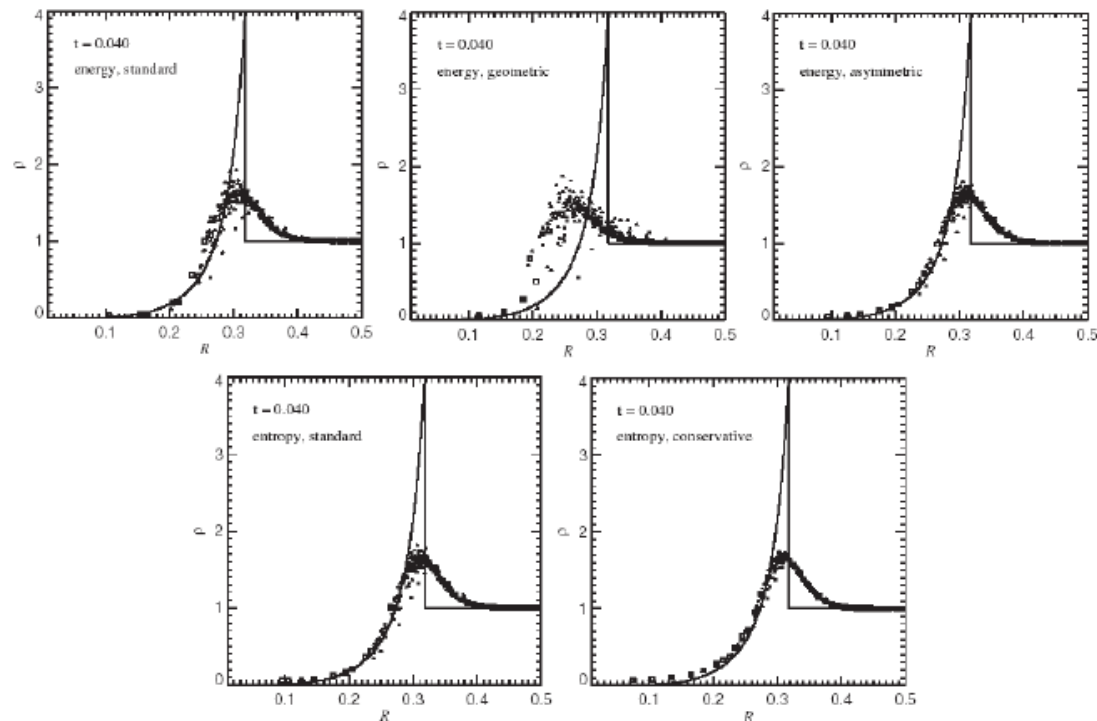 t = 0.040
energy, standard
4
3
2
1
0
ρ
0.1 0.2 0.3 0.4 0.5
R
t = 0.040
energy, geometric
4
3
2
1
0
ρ
0.1 0.2 0.3 0.4 0.5
R
t = 0.040
energy, asymmetric
4
3
2
1
0
ρ
0.1 0.2 0.3 0.4 0.5
R
t = 0.040
entropy, standard
4
3
2
1
0
ρ
0.1 0.2 0.3 0.4 0.5
R
t = 0.040
entropy, conservative
4
3
2
1
0
ρ
0.1 0.2 0.3 0.4 0.5
R